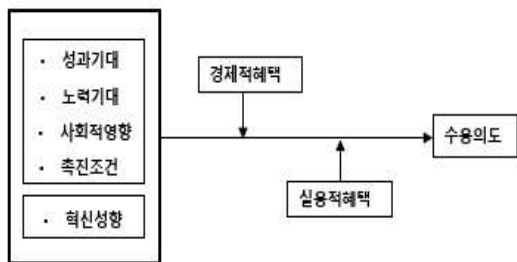 · 성과기대
· 노력기대
· 사회적영향
· 촉진조건
· 혁신성향
경제적혜택
실용적혜택
수용의도